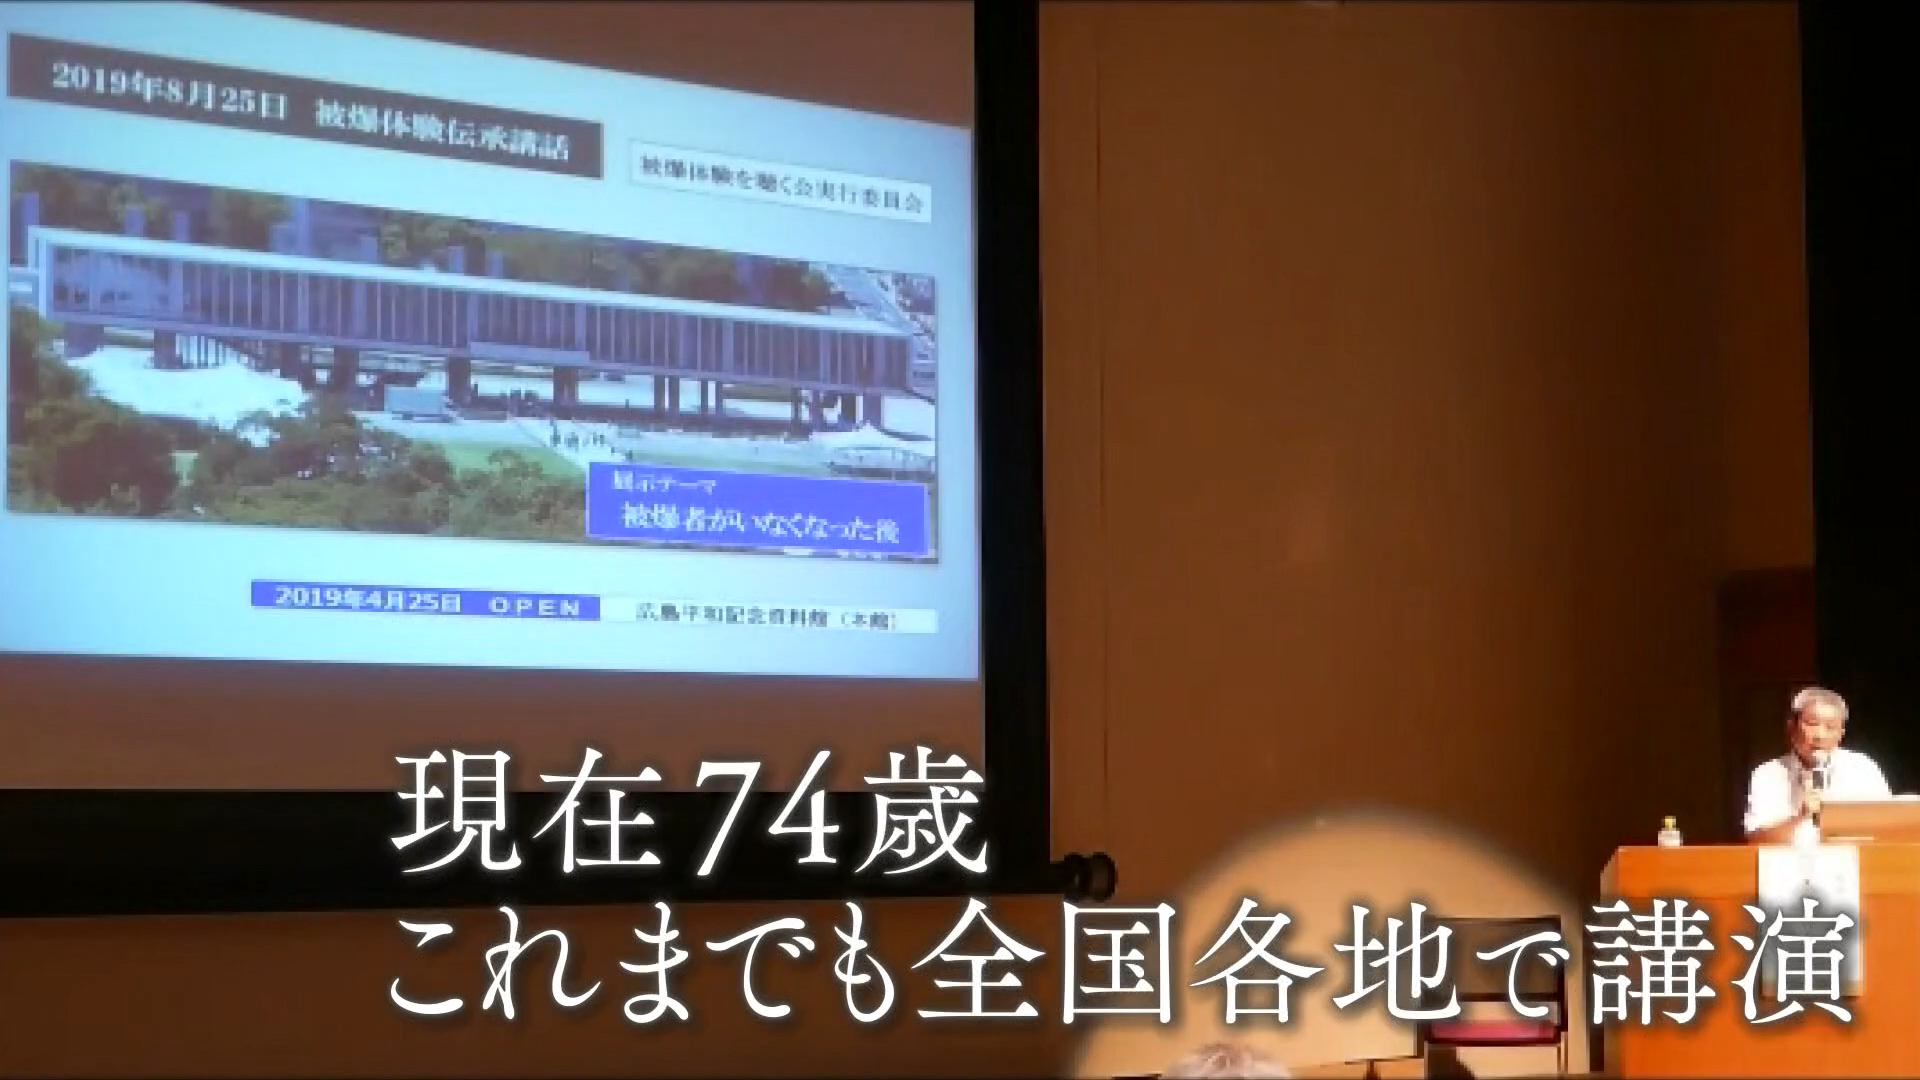 2019年8月25日 被爆体験伝承講話
被爆体験を聴く会実行委員会
展示テーマ
被爆者がいなくなった後
2019年4月25日 OPEN
広島平和記念資料館（本館）
現在74歳
これまでも全国各地で講演